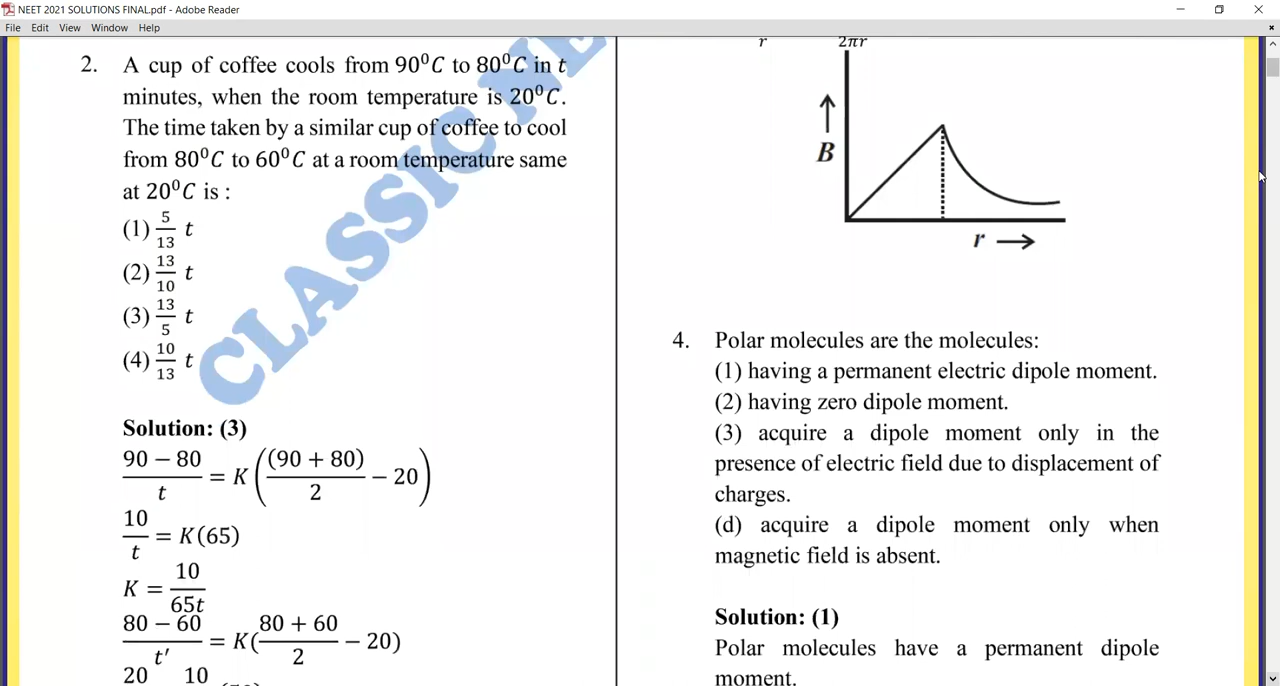 NEET 2021 SOLUTIONS FINAL.pdf - Adobe Reader
File Edit View Window Help
2. A cup of coffee cools from 90⁰C to 80⁰C in t
minutes, when the room temperature is 20⁰C.
The time taken by a similar cup of coffee to cool
from 80⁰C to 60⁰C at a room temperature same
at 20⁰C is :
(1) 5/13 t
(2) 13/10 t
(3) 13/5 t
(4) 10/13 t
Solution: (3)
(90 − 80)/t = K((90 + 80)/2 − 20)
10/t = K(65)
K = 10/65t
(80 − 60)/t′ = K((80 + 60)/2 − 20)
20 10
CLASSIC NE
r 2πr
B
r
4. Polar molecules are the molecules:
(1) having a permanent electric dipole moment.
(2) having zero dipole moment.
(3) acquire a dipole moment only in the
presence of electric field due to displacement of
charges.
(d) acquire a dipole moment only when
magnetic field is absent.
Solution: (1)
Polar molecules have a permanent dipole
moment.